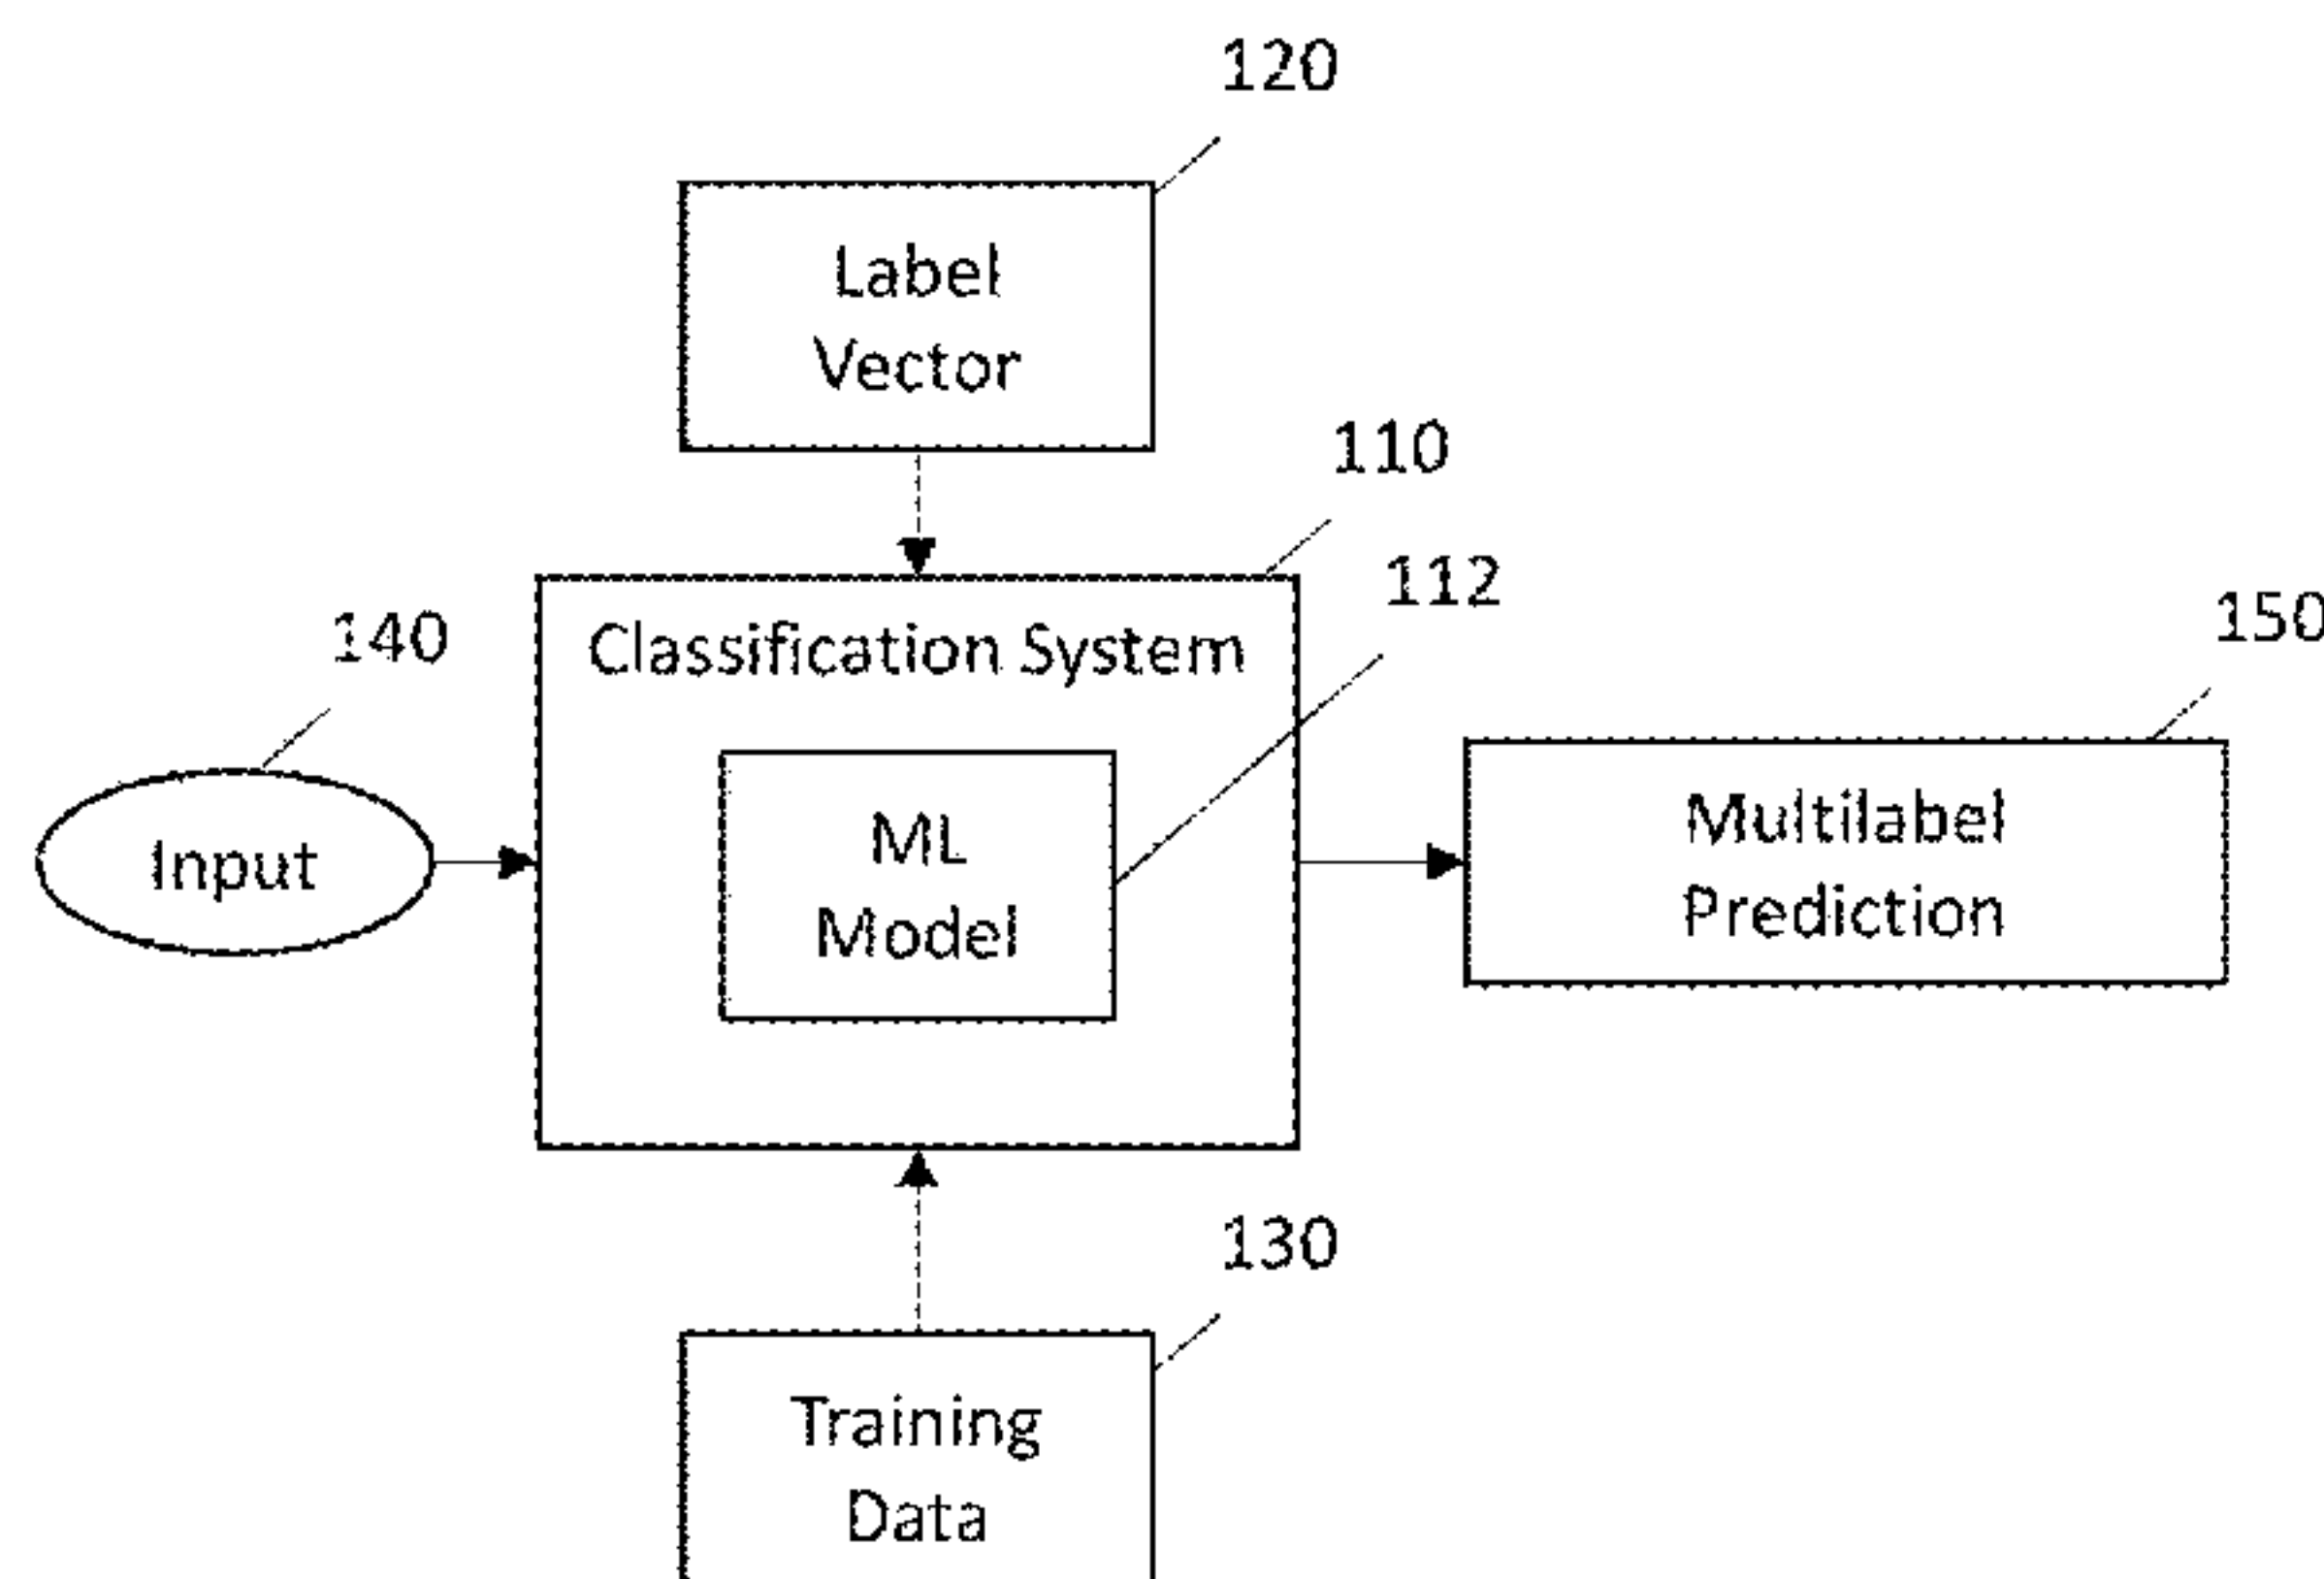 120
Label
Vector
110
112
140
Classification System
150
ML
Model
Input
Multilabel
Prediction
130
Training
Data